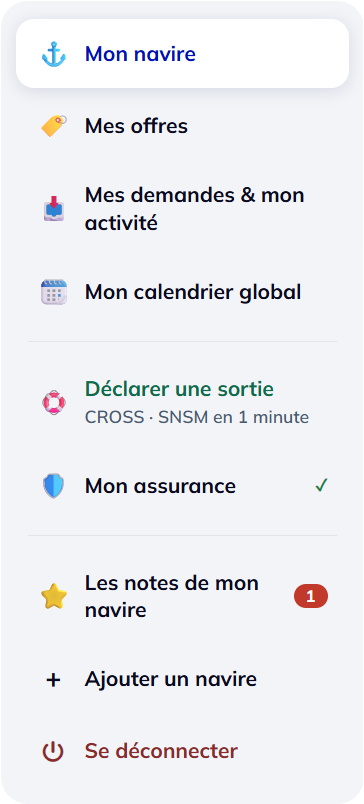 Mon navire
Mes offres
Mes demandes & mon
activité
Mon calendrier global
Déclarer une sortie
CROSS · SNSM en 1 minute
Mon assurance ✓
Les notes de mon
navire
1
+ Ajouter un navire
Se déconnecter